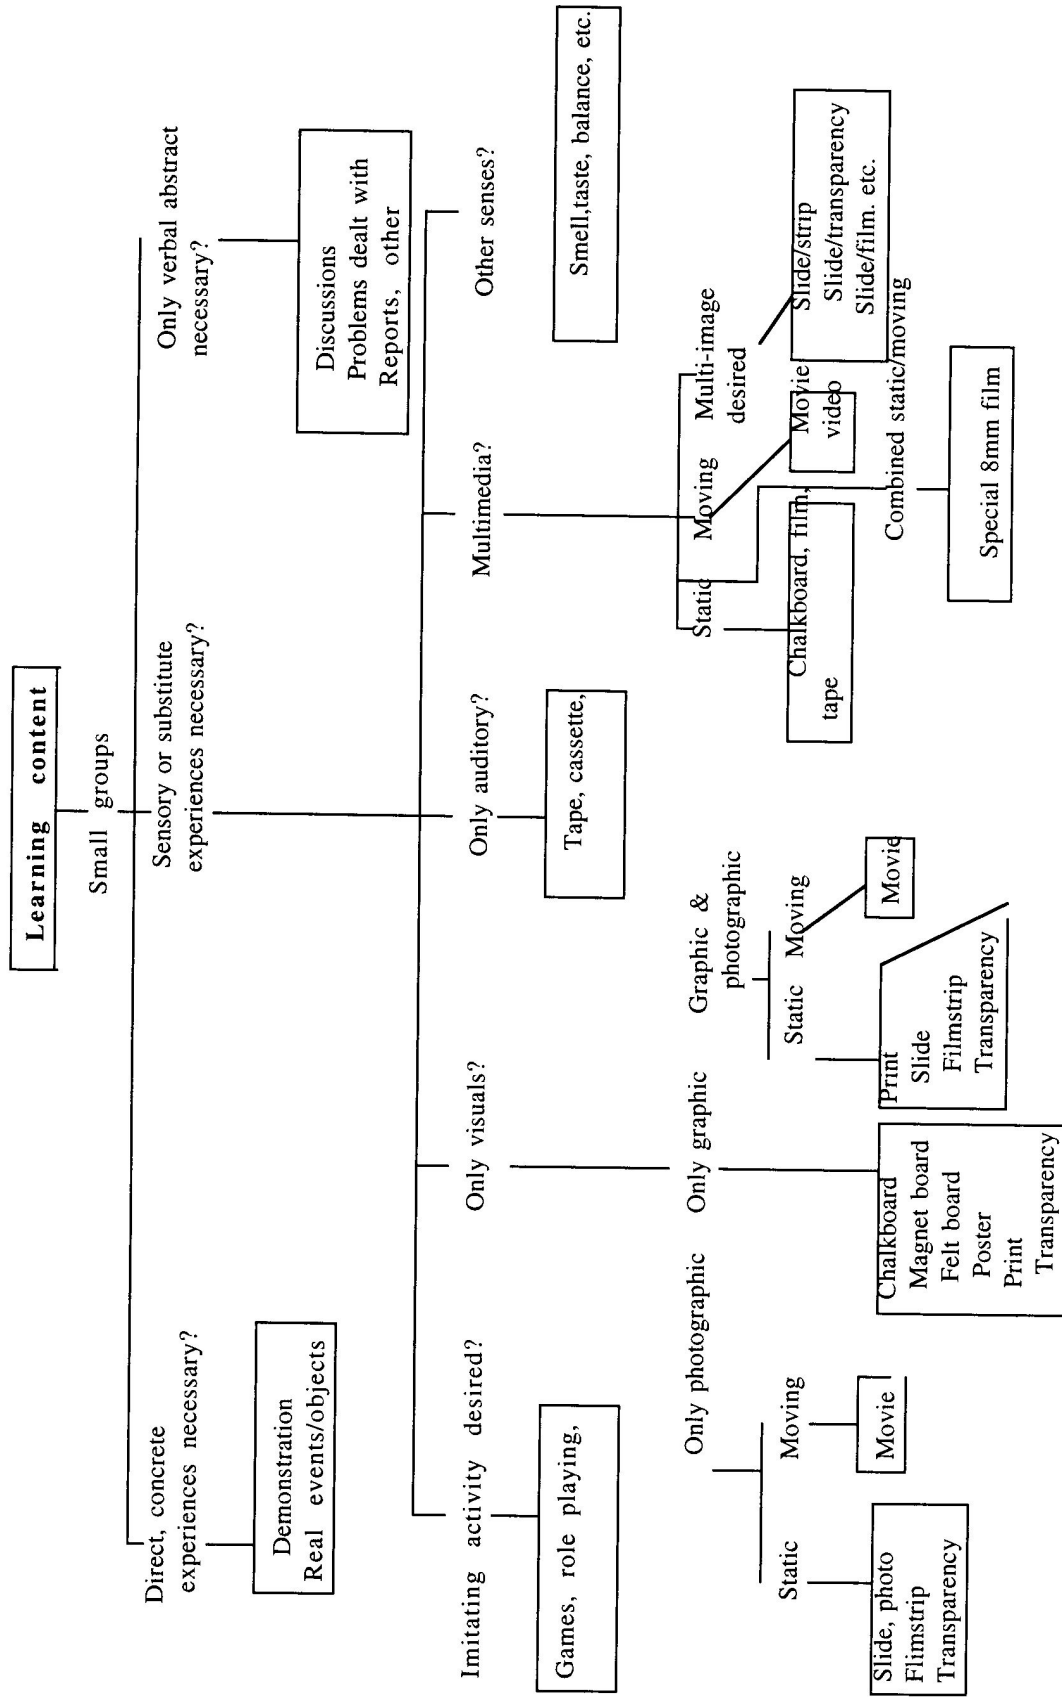 Learning content
Small groups
Direct, concrete
experiences necessary?
Sensory or substitute
experiences necessary?
Only verbal abstract
necessary?
Demonstration
Real events/objects
Discussions
Problems dealt with
Reports, other
Imitating activity desired?
Only visuals?
Only auditory?
Multimedia?
Other senses?
Games, role playing,
Tape, cassette,
Smell,taste, balance, etc.
Only photographic
Only graphic
Graphic &
photographic
Static
Moving
Multi-image
desired
Static
Moving
Static
Moving
Slide, photo
Flimstrip
Transparency
Movie
Chalkboard
Magnet board
Felt board
Poster
Print
Transparency
Print
Slide
Filmstrip
Transparency
Movie
Chalkboard, film,
tape
Movie
video
Slide/strip
Slide/transparency
Slide/film. etc.
Combined static/moving
Special 8mm film